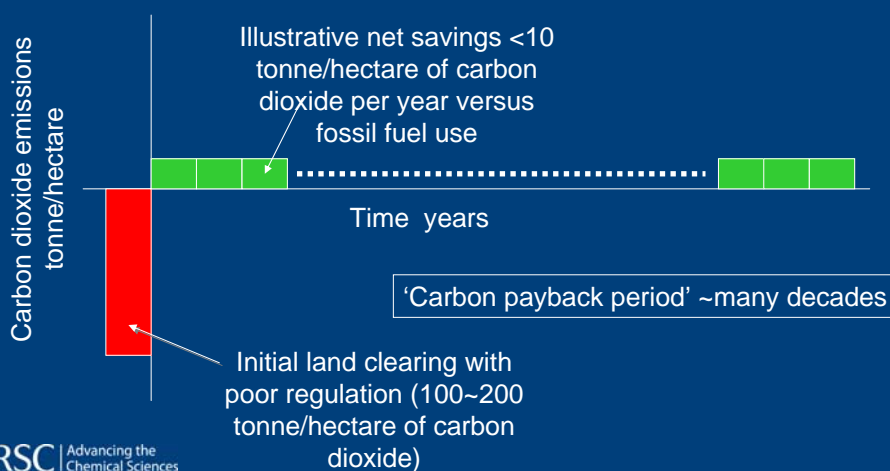 Illustrative net savings <10
tonne/hectare of carbon
dioxide per year versus
fossil fuel use
Carbon dioxide emissions
tonne/hectare
Time years
‘Carbon payback period’ ~many decades
Initial land clearing with
poor regulation (100~200
tonne/hectare of carbon
dioxide)
RSC
Advancing the
Chemical Sciences